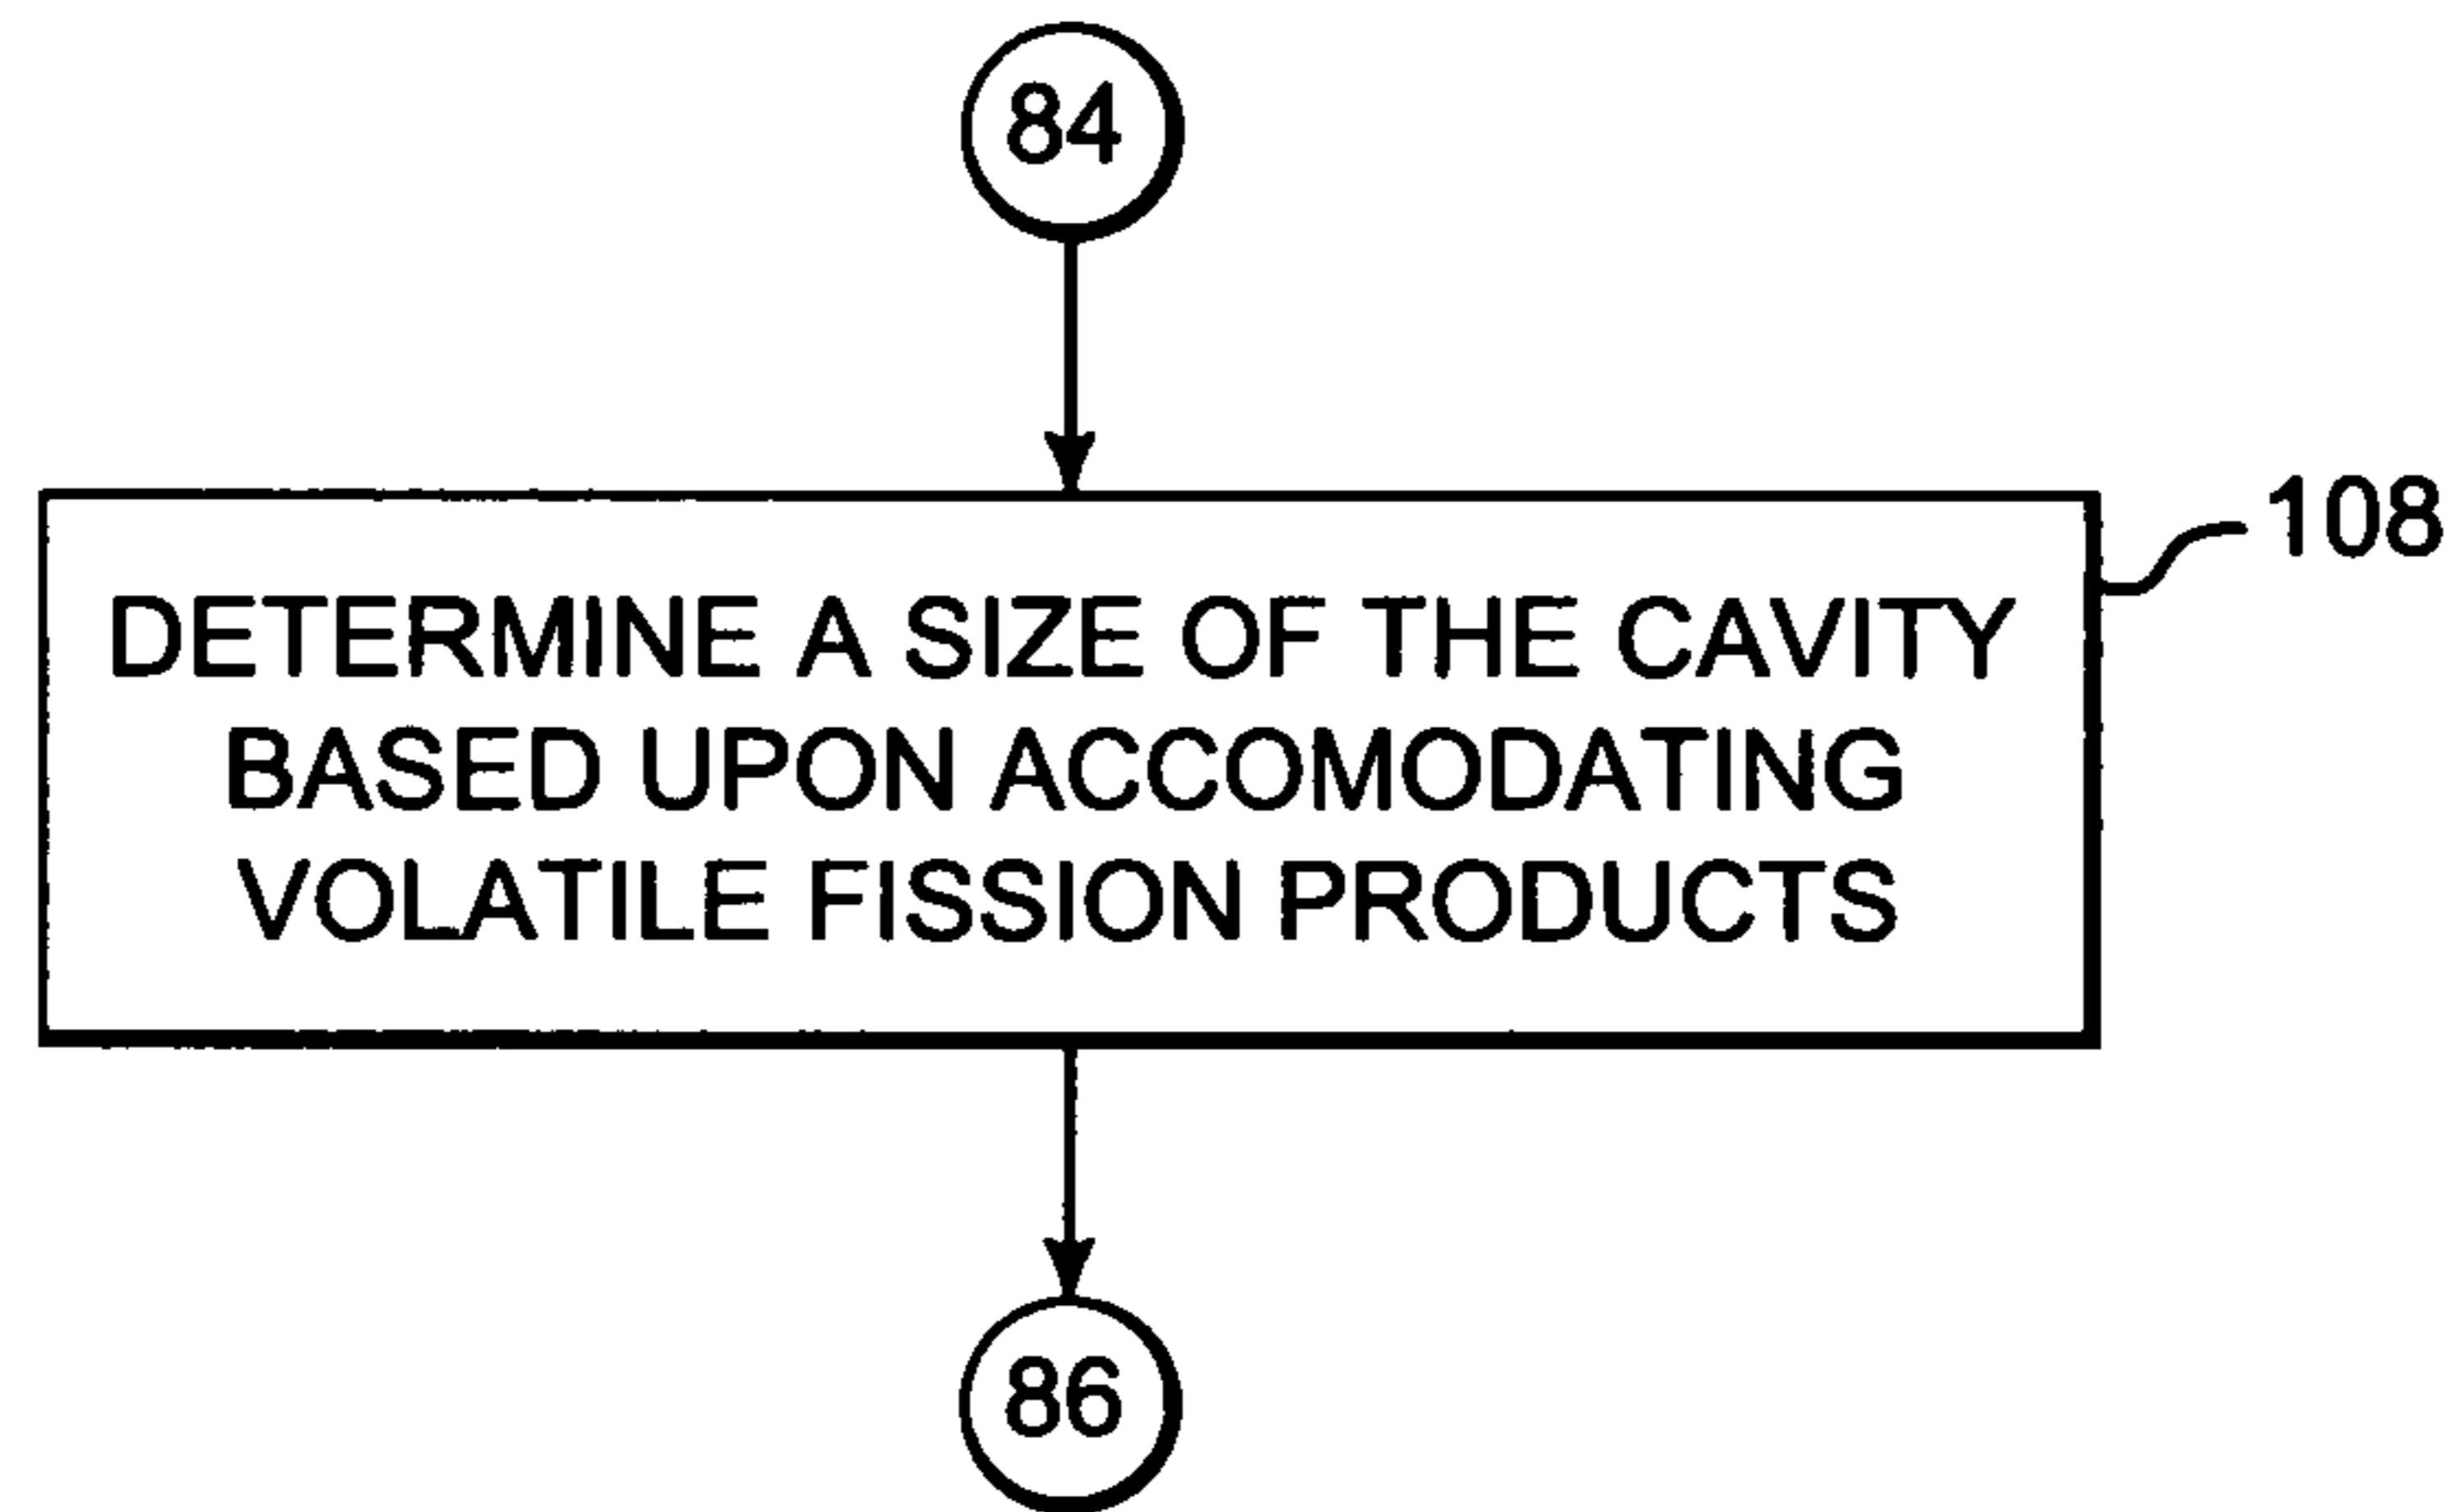 84
108
DETERMINE A SIZE OF THE CAVITY
BASED UPON ACCOMODATING
VOLATILE FISSION PRODUCTS
86